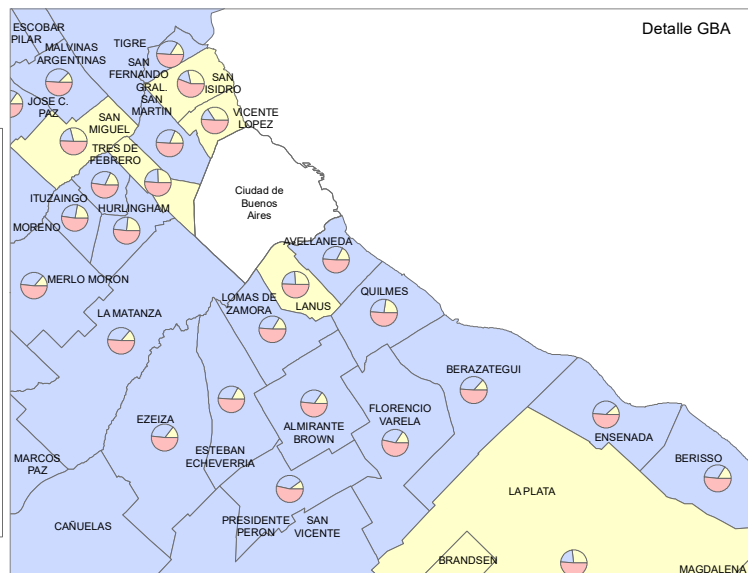 Detalle GBA
ESCOBAR
PILAR
MALVINAS
ARGENTINAS
TIGRE
SAN
FERNANDO
GRAL.
SAN
MARTIN
SAN
ISIDRO
JOSE C.
PAZ
SAN
MIGUEL
VICENTE
LOPEZ
TRES DE
FEBRERO
Ciudad de
Buenos
Aires
ITUZAINGO
HURLINGHAM
MORENO
AVELLANEDA
MERLO MORON
LOMAS DE
ZAMORA
LANUS
QUILMES
LA MATANZA
BERAZATEGUI
EZEIZA
ESTEBAN
ECHEVERRIA
ALMIRANTE
BROWN
FLORENCIO
VARELA
ENSENADA
BERISSO
MARCOS
PAZ
LA PLATA
CAÑUELAS
PRESIDENTE
PERON
SAN
VICENTE
BRANDSEN
MAGDALENA